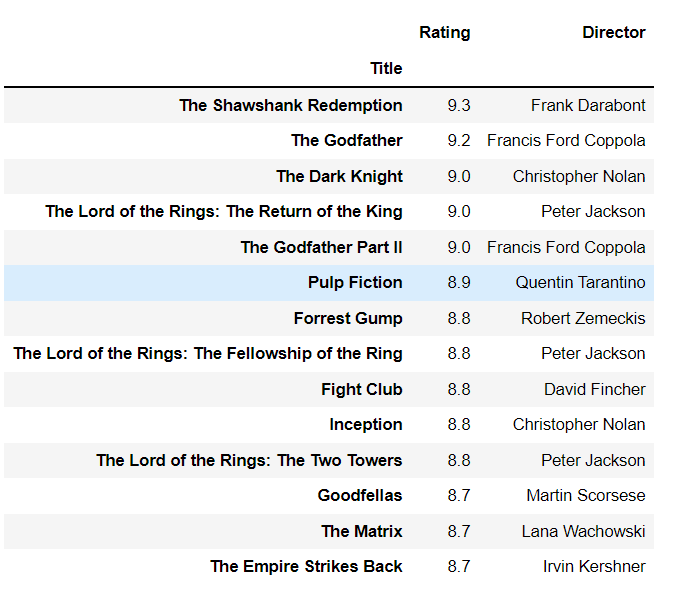 Rating Director
Title
The Shawshank Redemption 9.3 Frank Darabont
The Godfather 9.2 Francis Ford Coppola
The Dark Knight 9.0 Christopher Nolan
The Lord of the Rings: The Return of the King 9.0 Peter Jackson
The Godfather Part II 9.0 Francis Ford Coppola
Pulp Fiction 8.9 Quentin Tarantino
Forrest Gump 8.8 Robert Zemeckis
The Lord of the Rings: The Fellowship of the Ring 8.8 Peter Jackson
Fight Club 8.8 David Fincher
Inception 8.8 Christopher Nolan
The Lord of the Rings: The Two Towers 8.8 Peter Jackson
Goodfellas 8.7 Martin Scorsese
The Matrix 8.7 Lana Wachowski
The Empire Strikes Back 8.7 Irvin Kershner